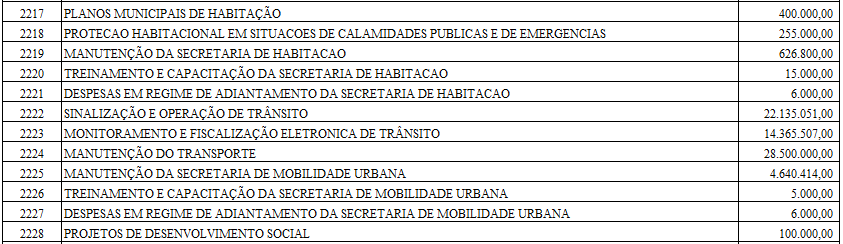 2217 PLANOS MUNICIPAIS DE HABITAÇÃO 400.000,00
2218 PROTECAO HABITACIONAL EM SITUACOES DE CALAMIDADES PUBLICAS E DE EMERGENCIAS 255.000,00
2219 MANUTENÇÃO DA SECRETARIA DE HABITACAO 626.800,00
2220 TREINAMENTO E CAPACITAÇÃO DA SECRETARIA DE HABITACAO 15.000,00
2221 DESPESAS EM REGIME DE ADIANTAMENTO DA SECRETARIA DE HABITACAO 6.000,00
2222 SINALIZAÇÃO E OPERAÇÃO DE TRÂNSITO 22.135.051,00
2223 MONITORAMENTO E FISCALIZAÇÃO ELETRONICA DE TRÂNSITO 14.365.507,00
2224 MANUTENÇÃO DO TRANSPORTE 28.500.000,00
2225 MANUTENÇÃO DA SECRETARIA DE MOBILIDADE URBANA 4.640.414,00
2226 TREINAMENTO E CAPACITAÇÃO DA SECRETARIA DE MOBILIDADE URBANA 5.000,00
2227 DESPESAS EM REGIME DE ADIANTAMENTO DA SECRETARIA DE MOBILIDADE URBANA 6.000,00
2228 PROJETOS DE DESENVOLVIMENTO SOCIAL 100.000,00